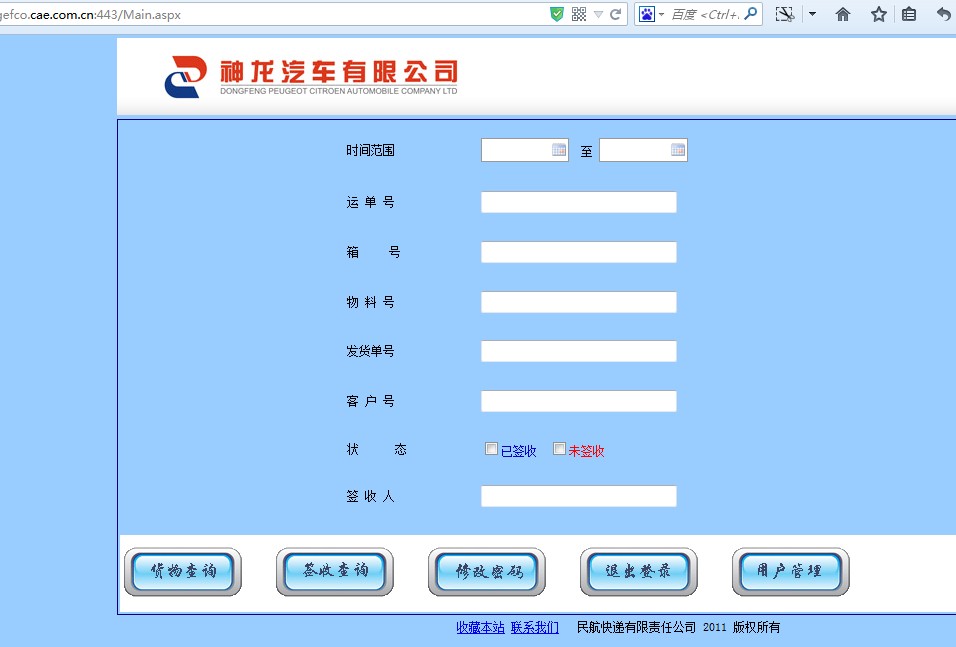 gefco.cae.com.cn:443/Main.aspx
百度 <Ctrl+.
神龙汽车有限公司
DONGFENG PEUGEOT CITROEN AUTOMOBILE COMPANY LTD
时间范围 至
运 单 号
箱 号
物 料 号
发货单号
客 户 号
状 态 已签收 未签收
签 收 人
货物查询 签收查询 修改密码 退出登录 用户管理
收藏本站 联系我们 民航快递有限责任公司 2011 版权所有